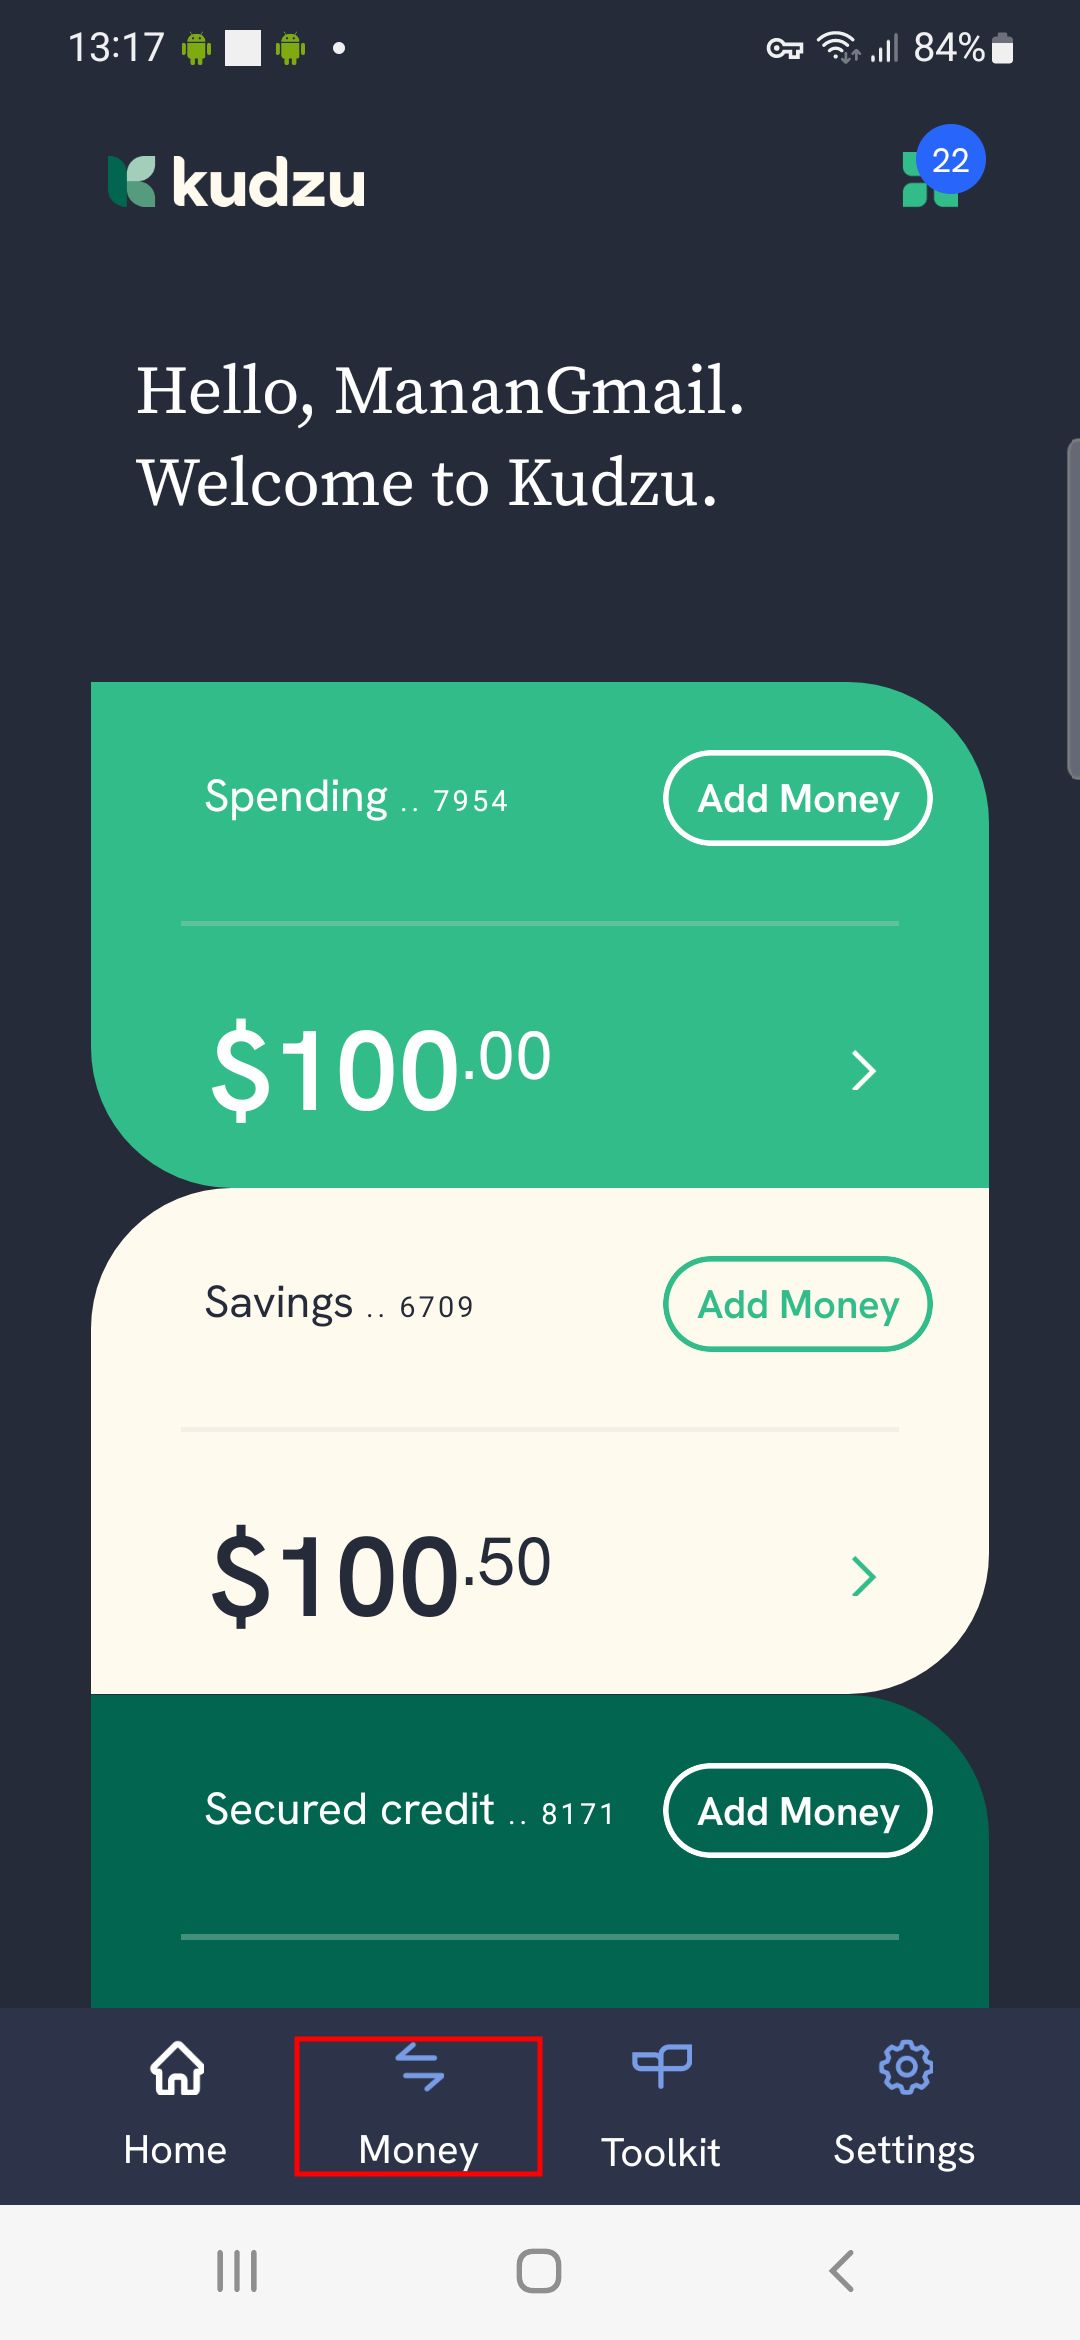 13:17
84%
kudzu
22
Hello, MananGmail.
Welcome to Kudzu.
Spending .. 7954
Add Money
$100.00
Savings .. 6709
Add Money
$100.50
Secured credit .. 8171
Add Money
Home
Money
Toolkit
Settings